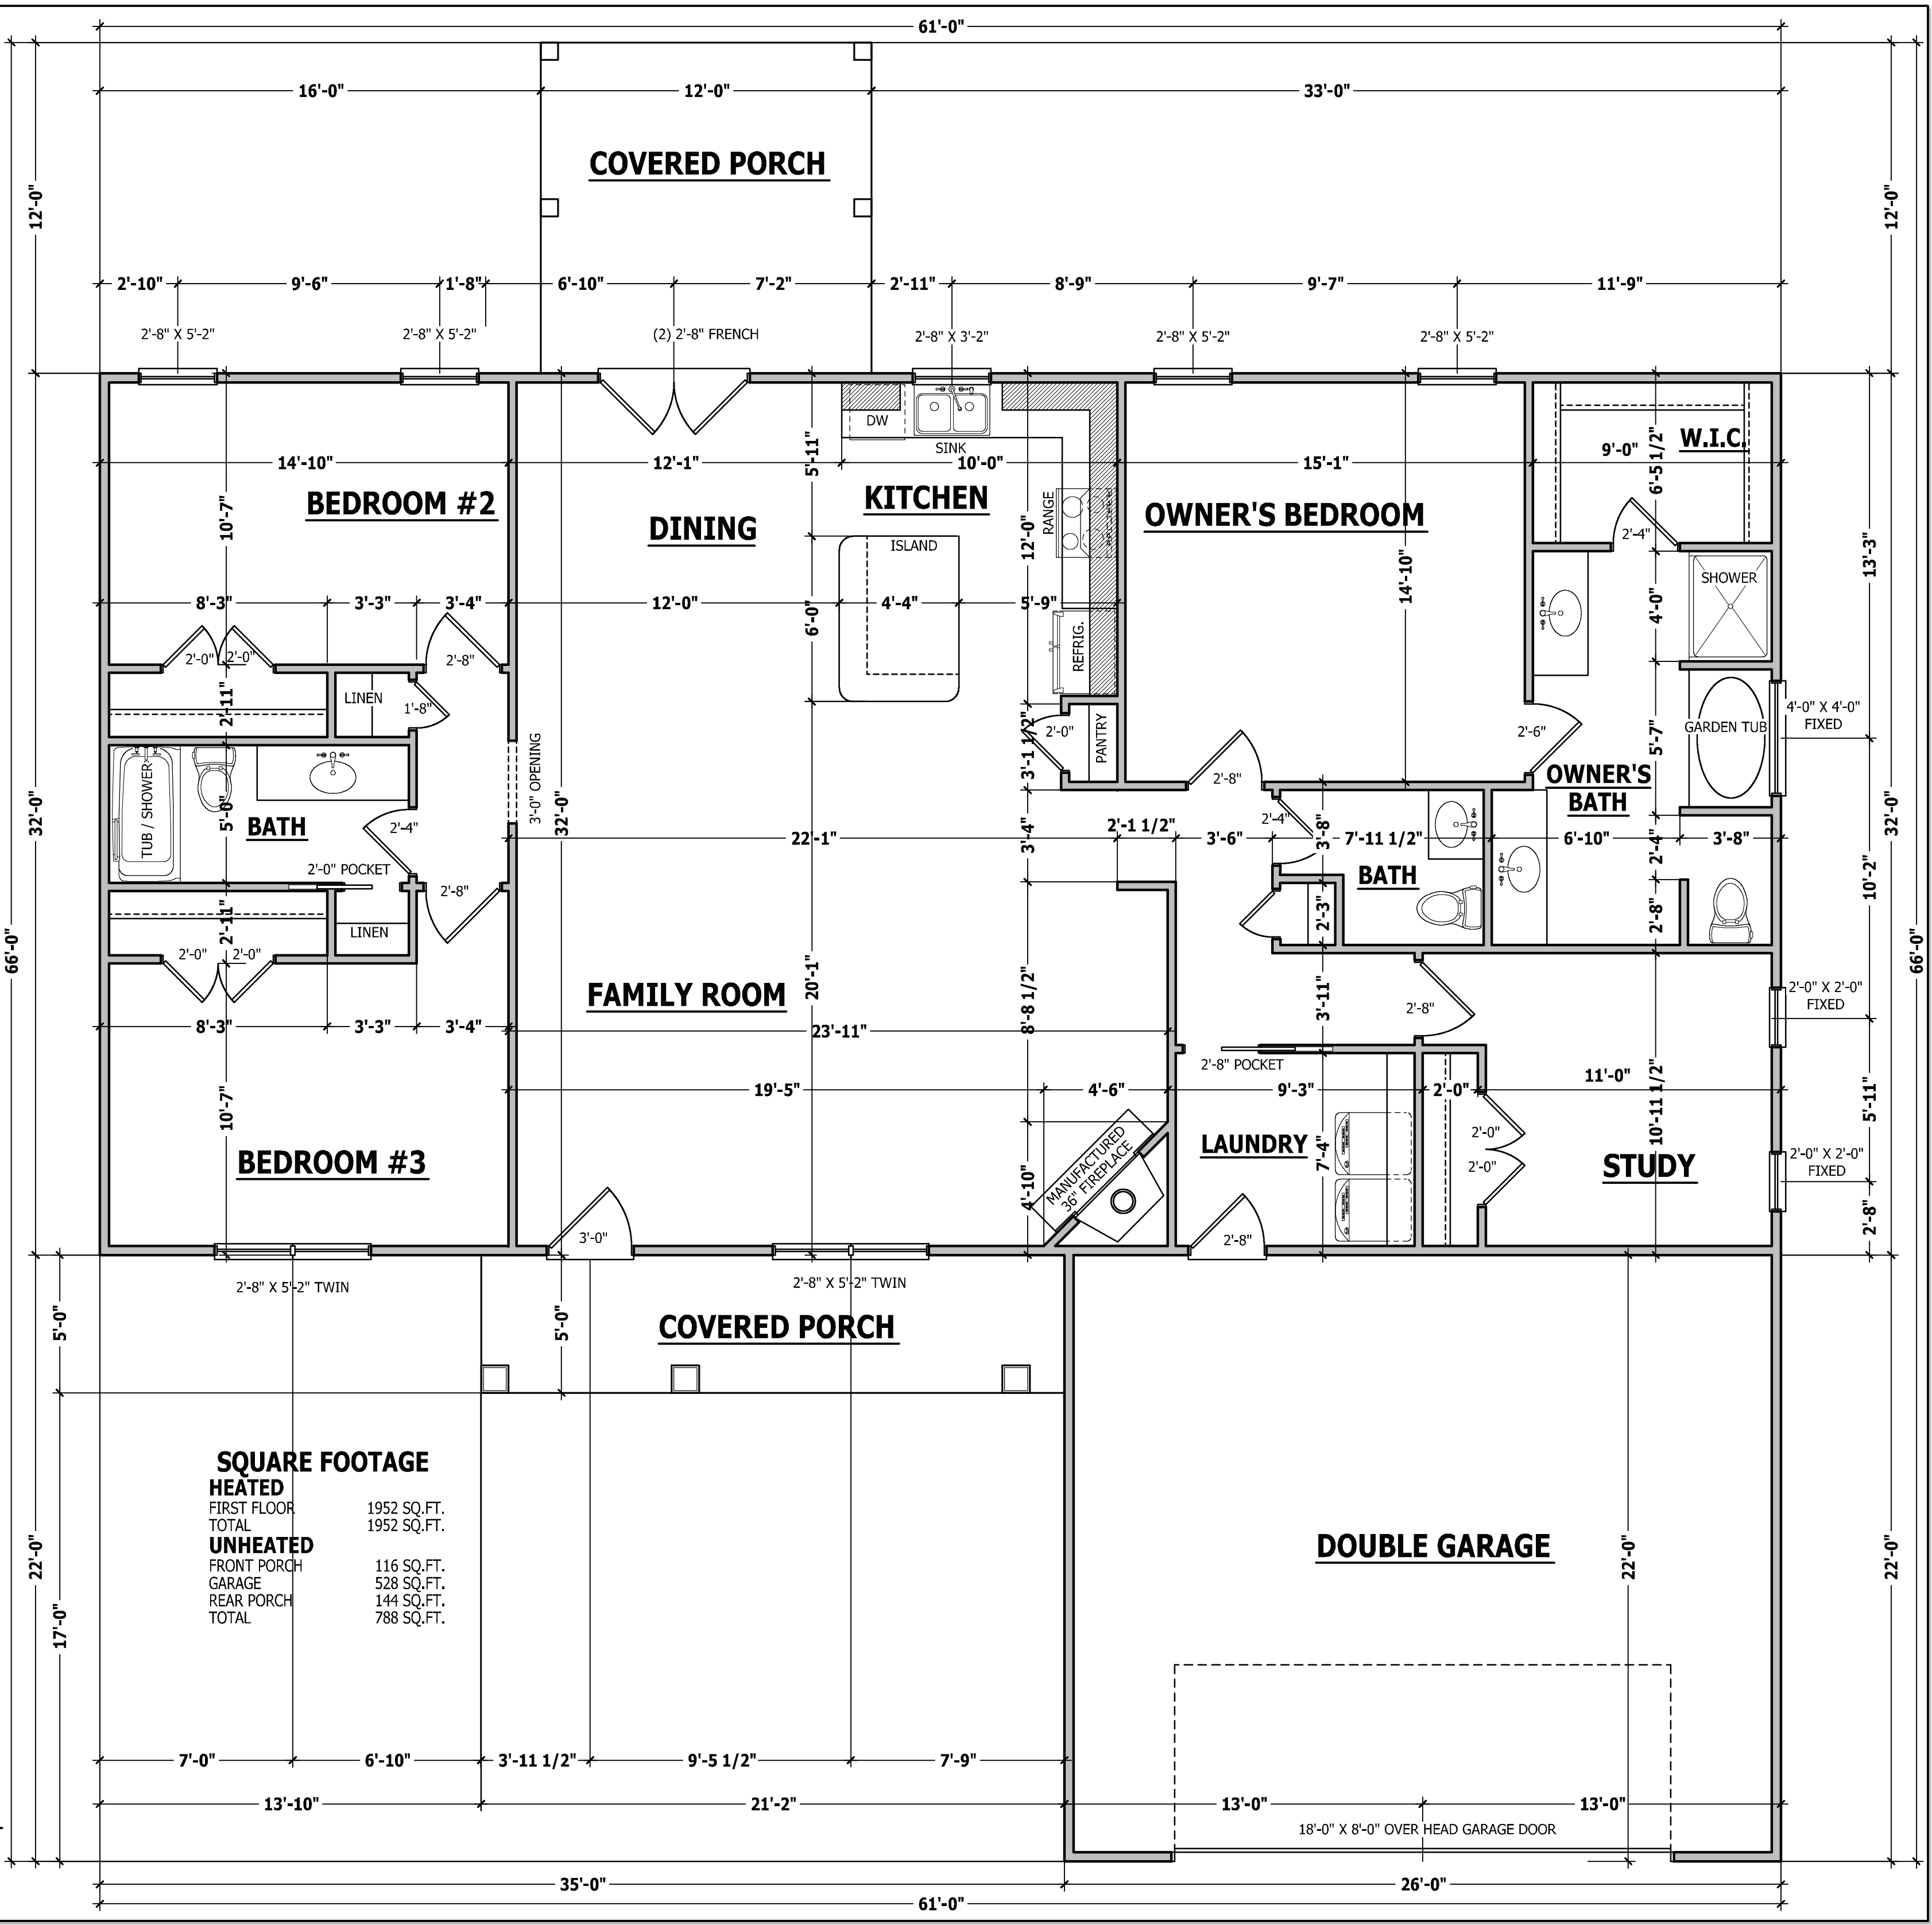 61'-0"
16'-0" 12'-0" 33'-0"
COVERED PORCH
12'-0"
12'-0"
2'-10" 9'-6" 1'-8" 6'-10" 7'-2" 2'-11" 8'-9" 9'-7" 11'-9"
2'-8" X 5'-2"
2'-8" X 5'-2"
(2) 2'-8" FRENCH
2'-8" X 3'-2"
2'-8" X 5'-2"
2'-8" X 5'-2"
DW
SINK
14'-10" 12'-1" 10'-0" 15'-1" 9'-0"
5'-11"
6'-5 1/2"
W.I.C.
BEDROOM #2
10'-7"
DINING
KITCHEN
RANGE
12'-0"
OWNER'S BEDROOM
2'-4"
13'-3"
ISLAND
14'-10"
SHOWER
8'-3" 3'-3" 3'-4" 12'-0" 4'-4" 5'-9"
6'-0"
4'-0"
REFRIG.
2'-0" 2'-0"
2'-8"
LINEN
1'-8"
2'-11"
3'-0" OPENING
3'-1 1/2"
2'-0"
PANTRY
2'-6"
5'-7"
GARDEN TUB
4'-0" X 4'-0"
FIXED
2'-8"
OWNER'S
BATH
TUB / SHOWER
5'-0"
BATH
2'-4"
32'-0"
32'-0"
32'-0"
22'-1"
3'-4"
2'-1 1/2"
3'-6"
2'-4"
3'-8"
7'-11 1/2"
6'-10"
2'-4"
3'-8"
2'-0" POCKET
2'-8"
BATH
10'-2"
2'-11"
LINEN
2'-3"
2'-8"
66'-0"
66'-0"
2'-0" 2'-0"
FAMILY ROOM
20'-1"
8'-8 1/2"
3'-11"
2'-8"
2'-0" X 2'-0"
FIXED
8'-3" 3'-3" 3'-4" 23'-11"
2'-8" POCKET
19'-5" 4'-6" 9'-3" 2'-0" 11'-0"
10'-7"
10'-11 1/2"
5'-11"
MANUFACTURED
36" FIREPLACE
LAUNDRY
7'-4"
2'-0"
2'-0"
BEDROOM #3
STUDY
2'-0" X 2'-0"
FIXED
4'-10"
3'-0"
2'-8"
2'-8"
2'-8" X 5'-2" TWIN
2'-8" X 5'-2" TWIN
5'-0"
5'-0"
COVERED PORCH
SQUARE FOOTAGE
HEATED
FIRST FLOOR 1952 SQ.FT.
TOTAL 1952 SQ.FT.
UNHEATED
FRONT PORCH 116 SQ.FT.
GARAGE 528 SQ.FT.
REAR PORCH 144 SQ.FT.
TOTAL 788 SQ.FT.
22'-0"
17'-0"
DOUBLE GARAGE
22'-0"
22'-0"
7'-0" 6'-10" 3'-11 1/2" 9'-5 1/2" 7'-9"
13'-10" 21'-2" 13'-0" 13'-0"
18'-0" X 8'-0" OVER HEAD GARAGE DOOR
35'-0" 26'-0"
61'-0"